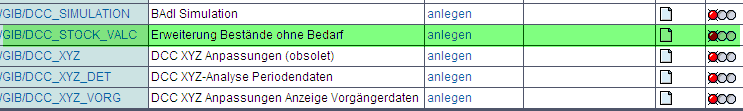 /GIB/DCC_SIMULATION BAdI Simulation anlegen
/GIB/DCC_STOCK_VALC Erweiterung Bestände ohne Bedarf anlegen
/GIB/DCC_XYZ DCC XYZ Anpassungen (obsolet) anlegen
/GIB/DCC_XYZ_DET DCC XYZ-Analyse Periodendaten anlegen
/GIB/DCC_XYZ_VORG DCC XYZ Anpassungen Anzeige Vorgängerdaten anlegen